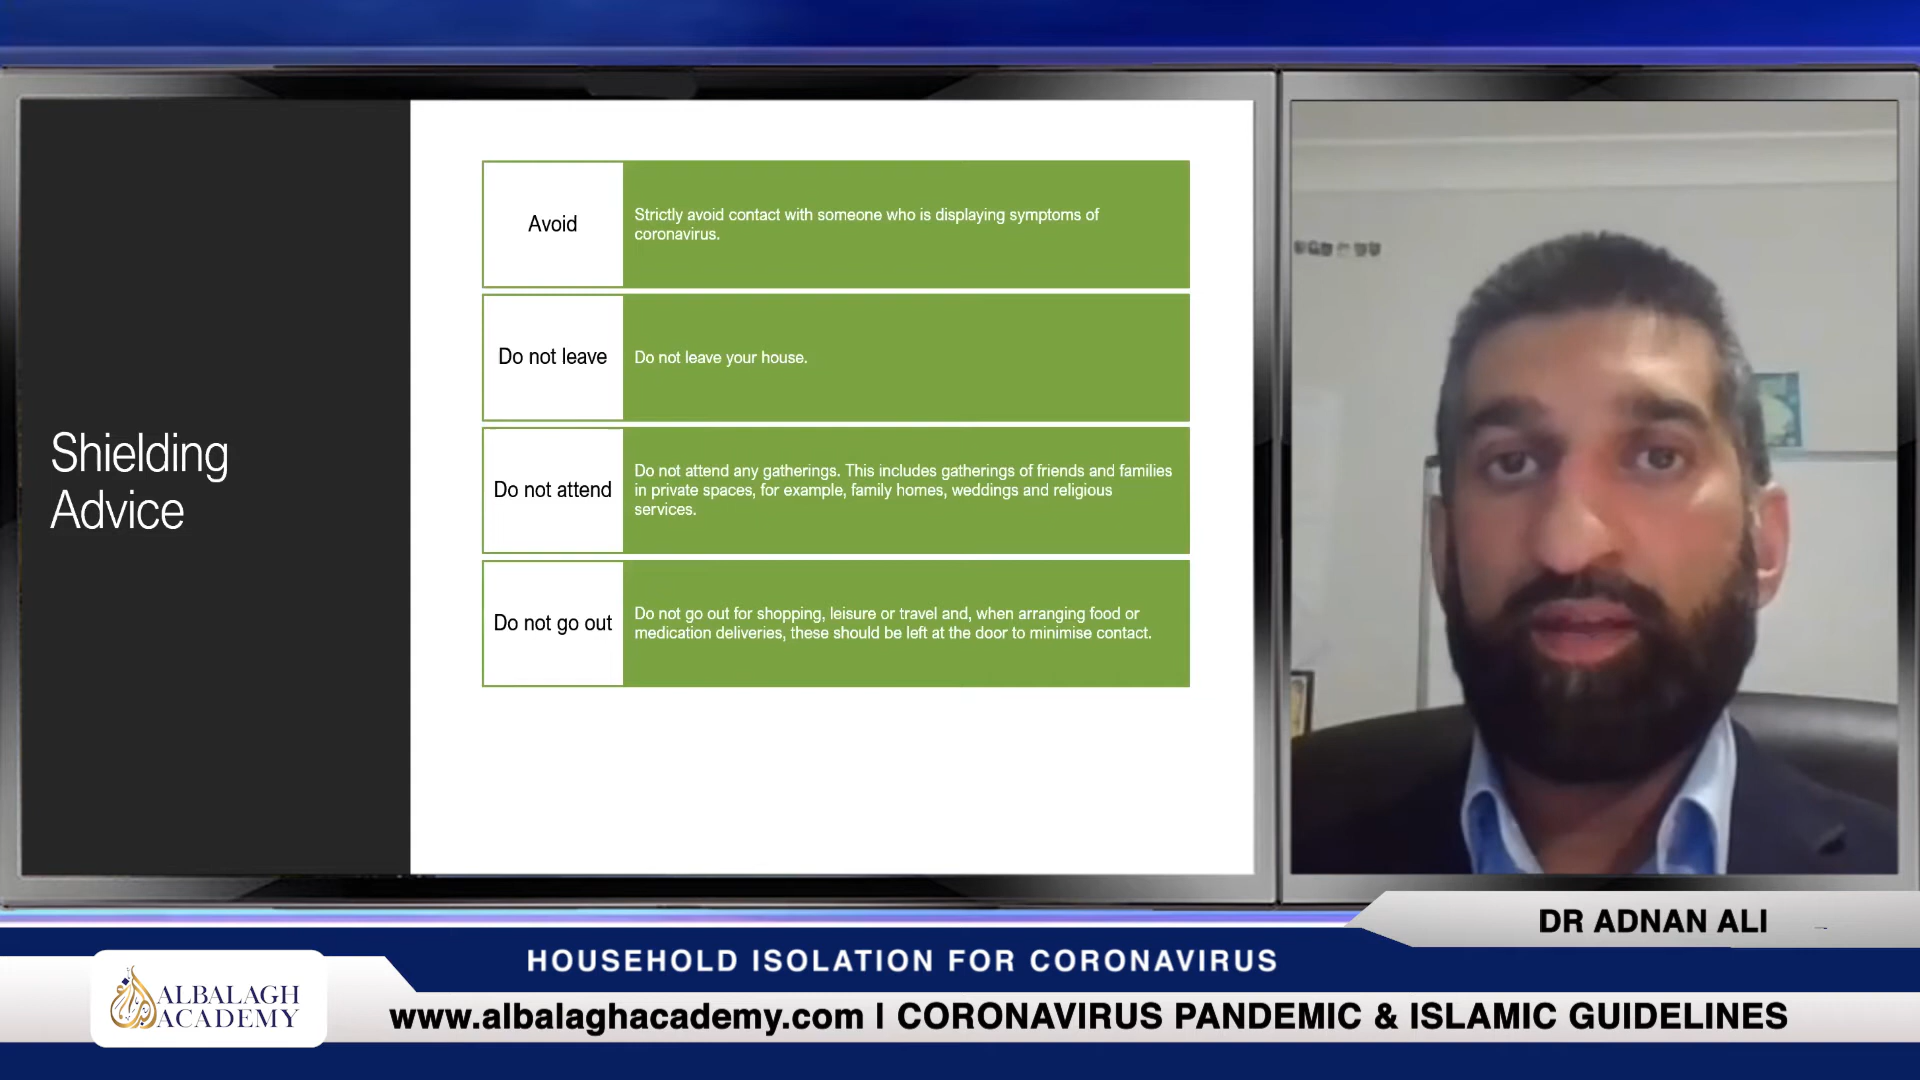 Shielding
Advice
Avoid
Strictly avoid contact with someone who is displaying symptoms of
coronavirus.
Do not leave
Do not leave your house.
Do not attend
Do not attend any gatherings. This includes gatherings of friends and families
in private spaces, for example, family homes, weddings and religious
services.
Do not go out
Do not go out for shopping, leisure or travel and, when arranging food or
medication deliveries, these should be left at the door to minimise contact.
DR ADNAN ALI
HOUSEHOLD ISOLATION FOR CORONAVIRUS
ALBALAGH
ACADEMY
www.albalaghacademy.com | CORONAVIRUS PANDEMIC & ISLAMIC GUIDELINES